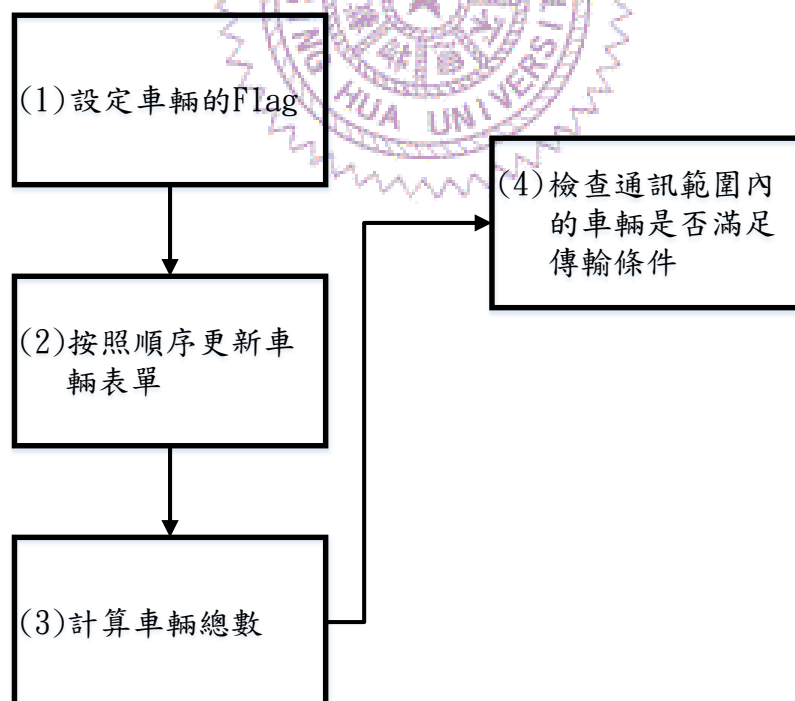 (1)設定車輛的Flag
(2)按照順序更新車
輛表單
(3)計算車輛總數
(4)檢查通訊範圍內
的車輛是否滿足
傳輸條件
HUA UNIVERSI